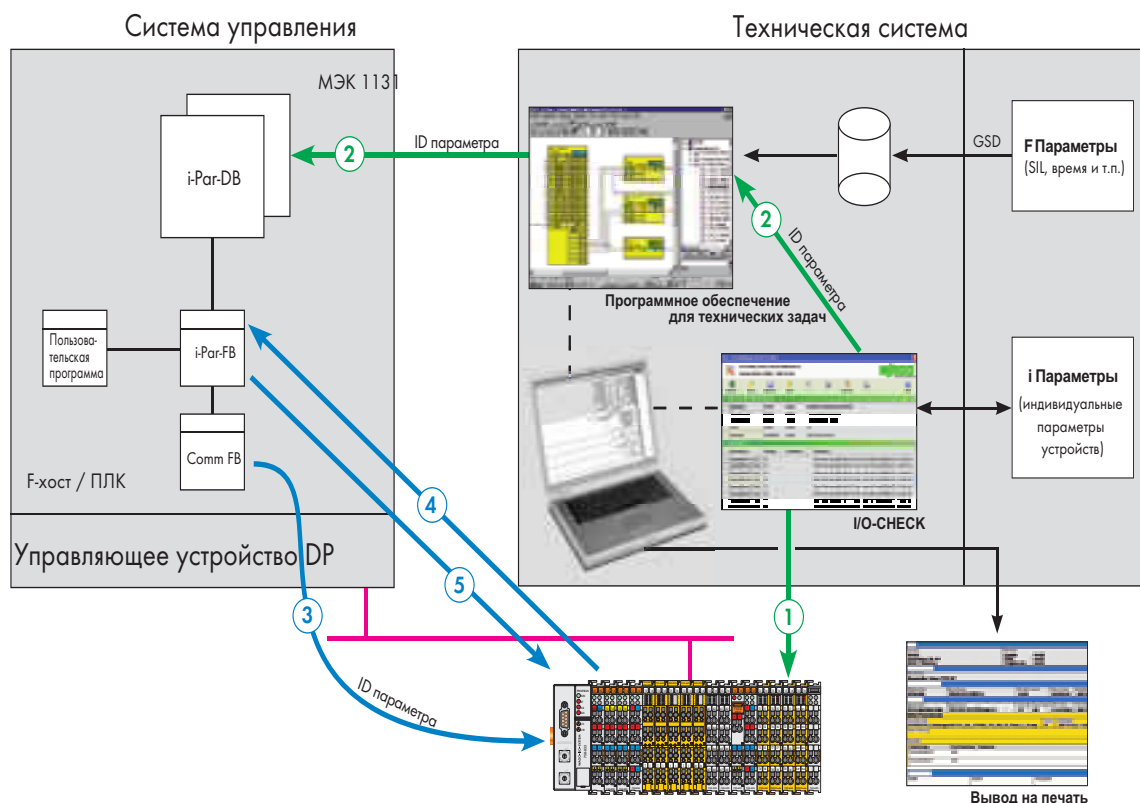 Система управления
Техническая система
МЭК 1131
i-Par-DB
2
ID параметра
GSD
F Параметры
(SIL, время и т.п.)
2
ID параметра
Программное обеспечение
для технических задач
Пользова-
тельская
программа
i-Par-FB
i Параметры
(индивидуальные
параметры
устройств)
Comm FB
F-хост / ПЛК
4
I/O-CHECK
Управляющее устройство DP
5
3
1
ID параметра
Вывод на печать